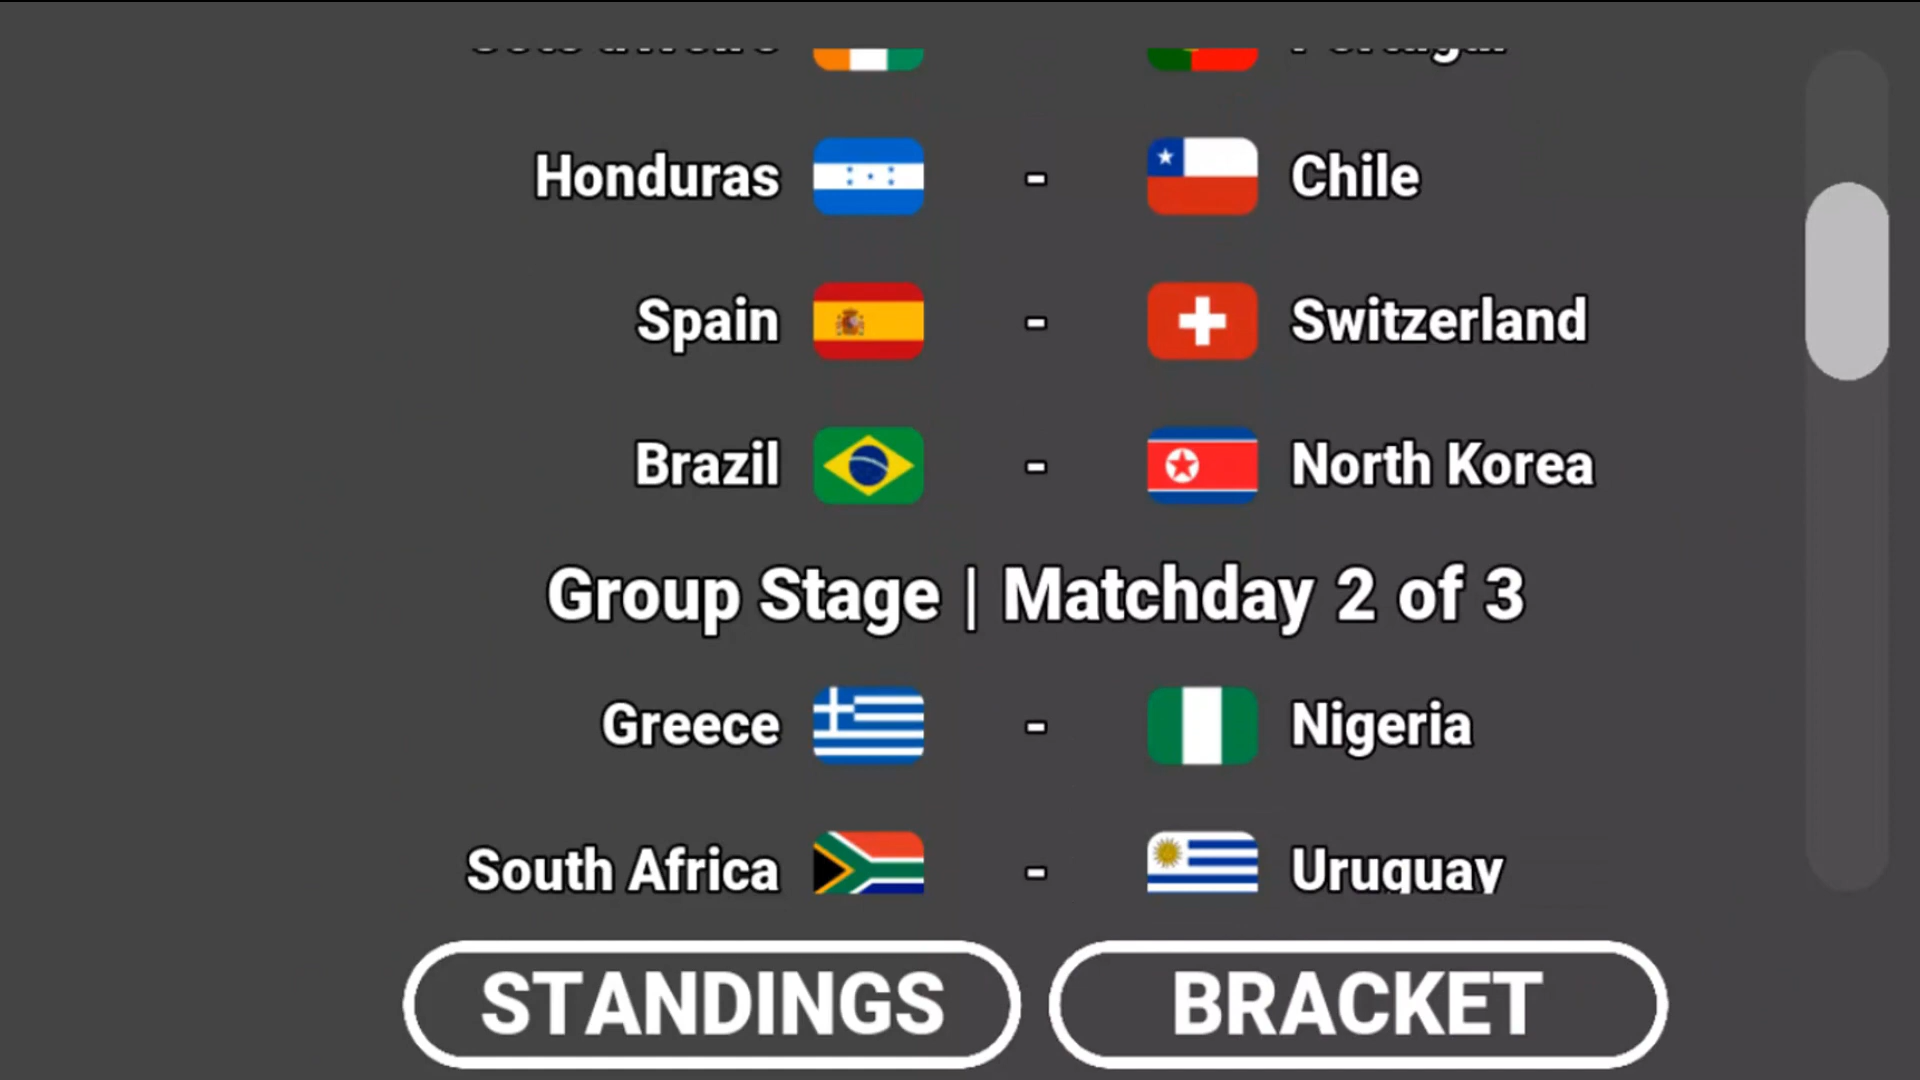 Honduras - Chile
Spain - Switzerland
Brazil - North Korea
Group Stage | Matchday 2 of 3
Greece - Nigeria
South Africa - Uruguay
STANDINGS BRACKET